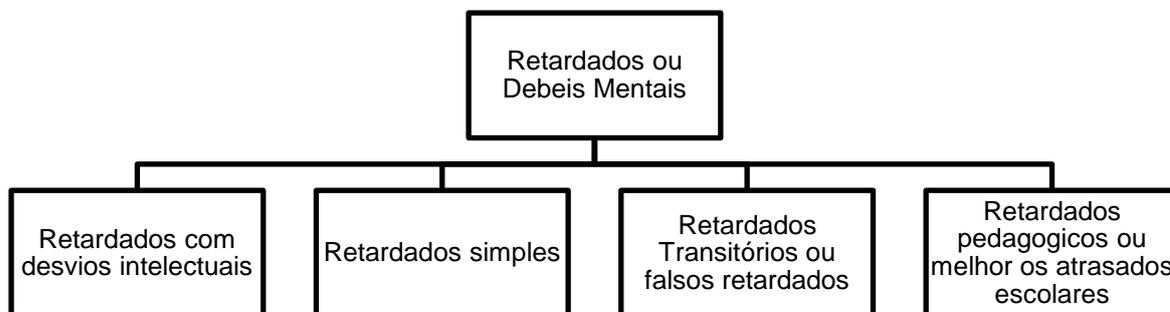 Retardados ou
Debeis Mentais
Retardados com
desvios intelectuais
Retardados simples
Retardados
Transitórios ou
falsos retardados
Retardados
pedagogicos ou
melhor os atrasados
escolares